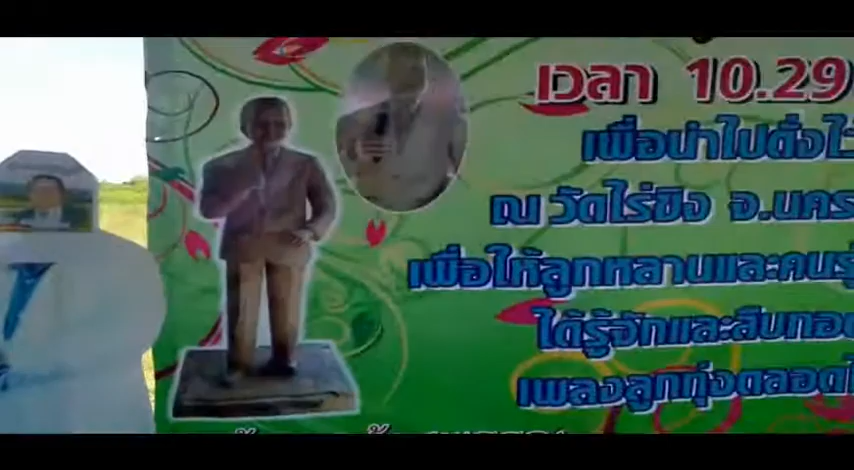 เวลา 10.29
เพื่อนำไปตั้งไว้
ณ วัดไร่ขิง จ.นคร
เพื่อให้ลูกหลานและคนรุ่
ได้รู้จักและสืบทอด
เพลงลูกทุ่งตลอดไ